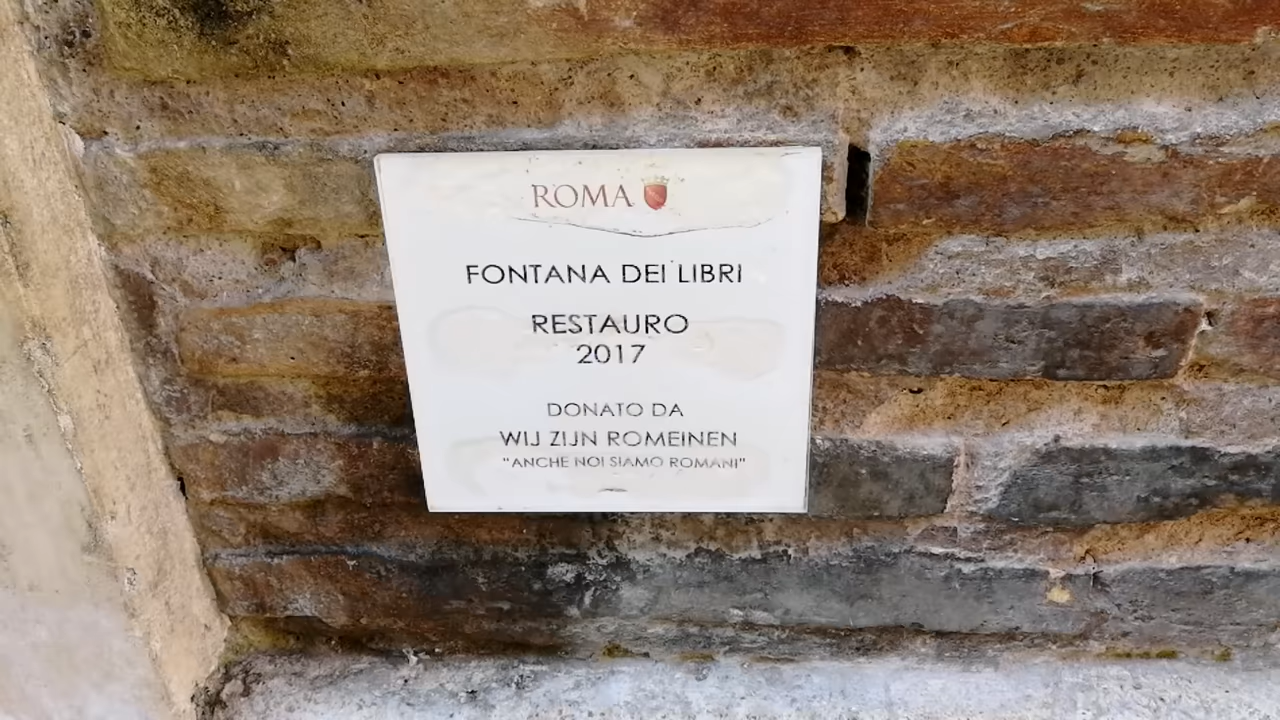 ROMA
FONTANA DEI LIBRI
RESTAURO
2017
DONATO DA
WIJ ZIJN ROMEINEN
"ANCHE NOI SIAMO ROMANI"